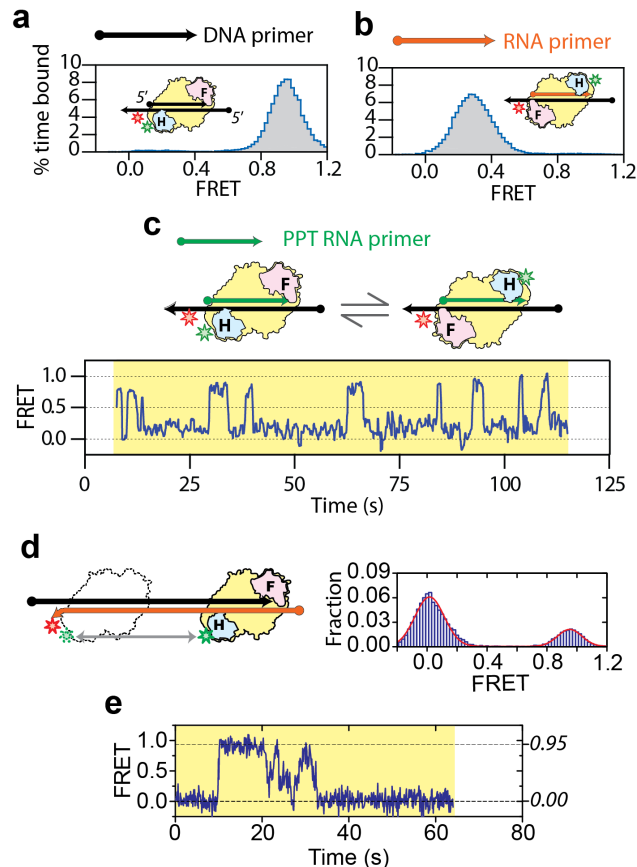 a
DNA primer
5'
5'
F
H
% time bound
10
8
6
4
2
0
0.0 0.4 0.8 1.2
FRET
b
RNA primer
H
F
10
8
6
4
2
0
0.0 0.4 0.8 1.2
FRET
c
PPT RNA primer
F
H
H
F
FRET
1.0
0.5
0.0
0 25 50 75 100 125
Time (s)
d
F
H
Fraction
0.09
0.06
0.03
0.00
0.0 0.4 0.8 1.2
FRET
e
FRET
1.0
0.5
0.0
0.95
0.00
0 20 40 60 80
Time (s)